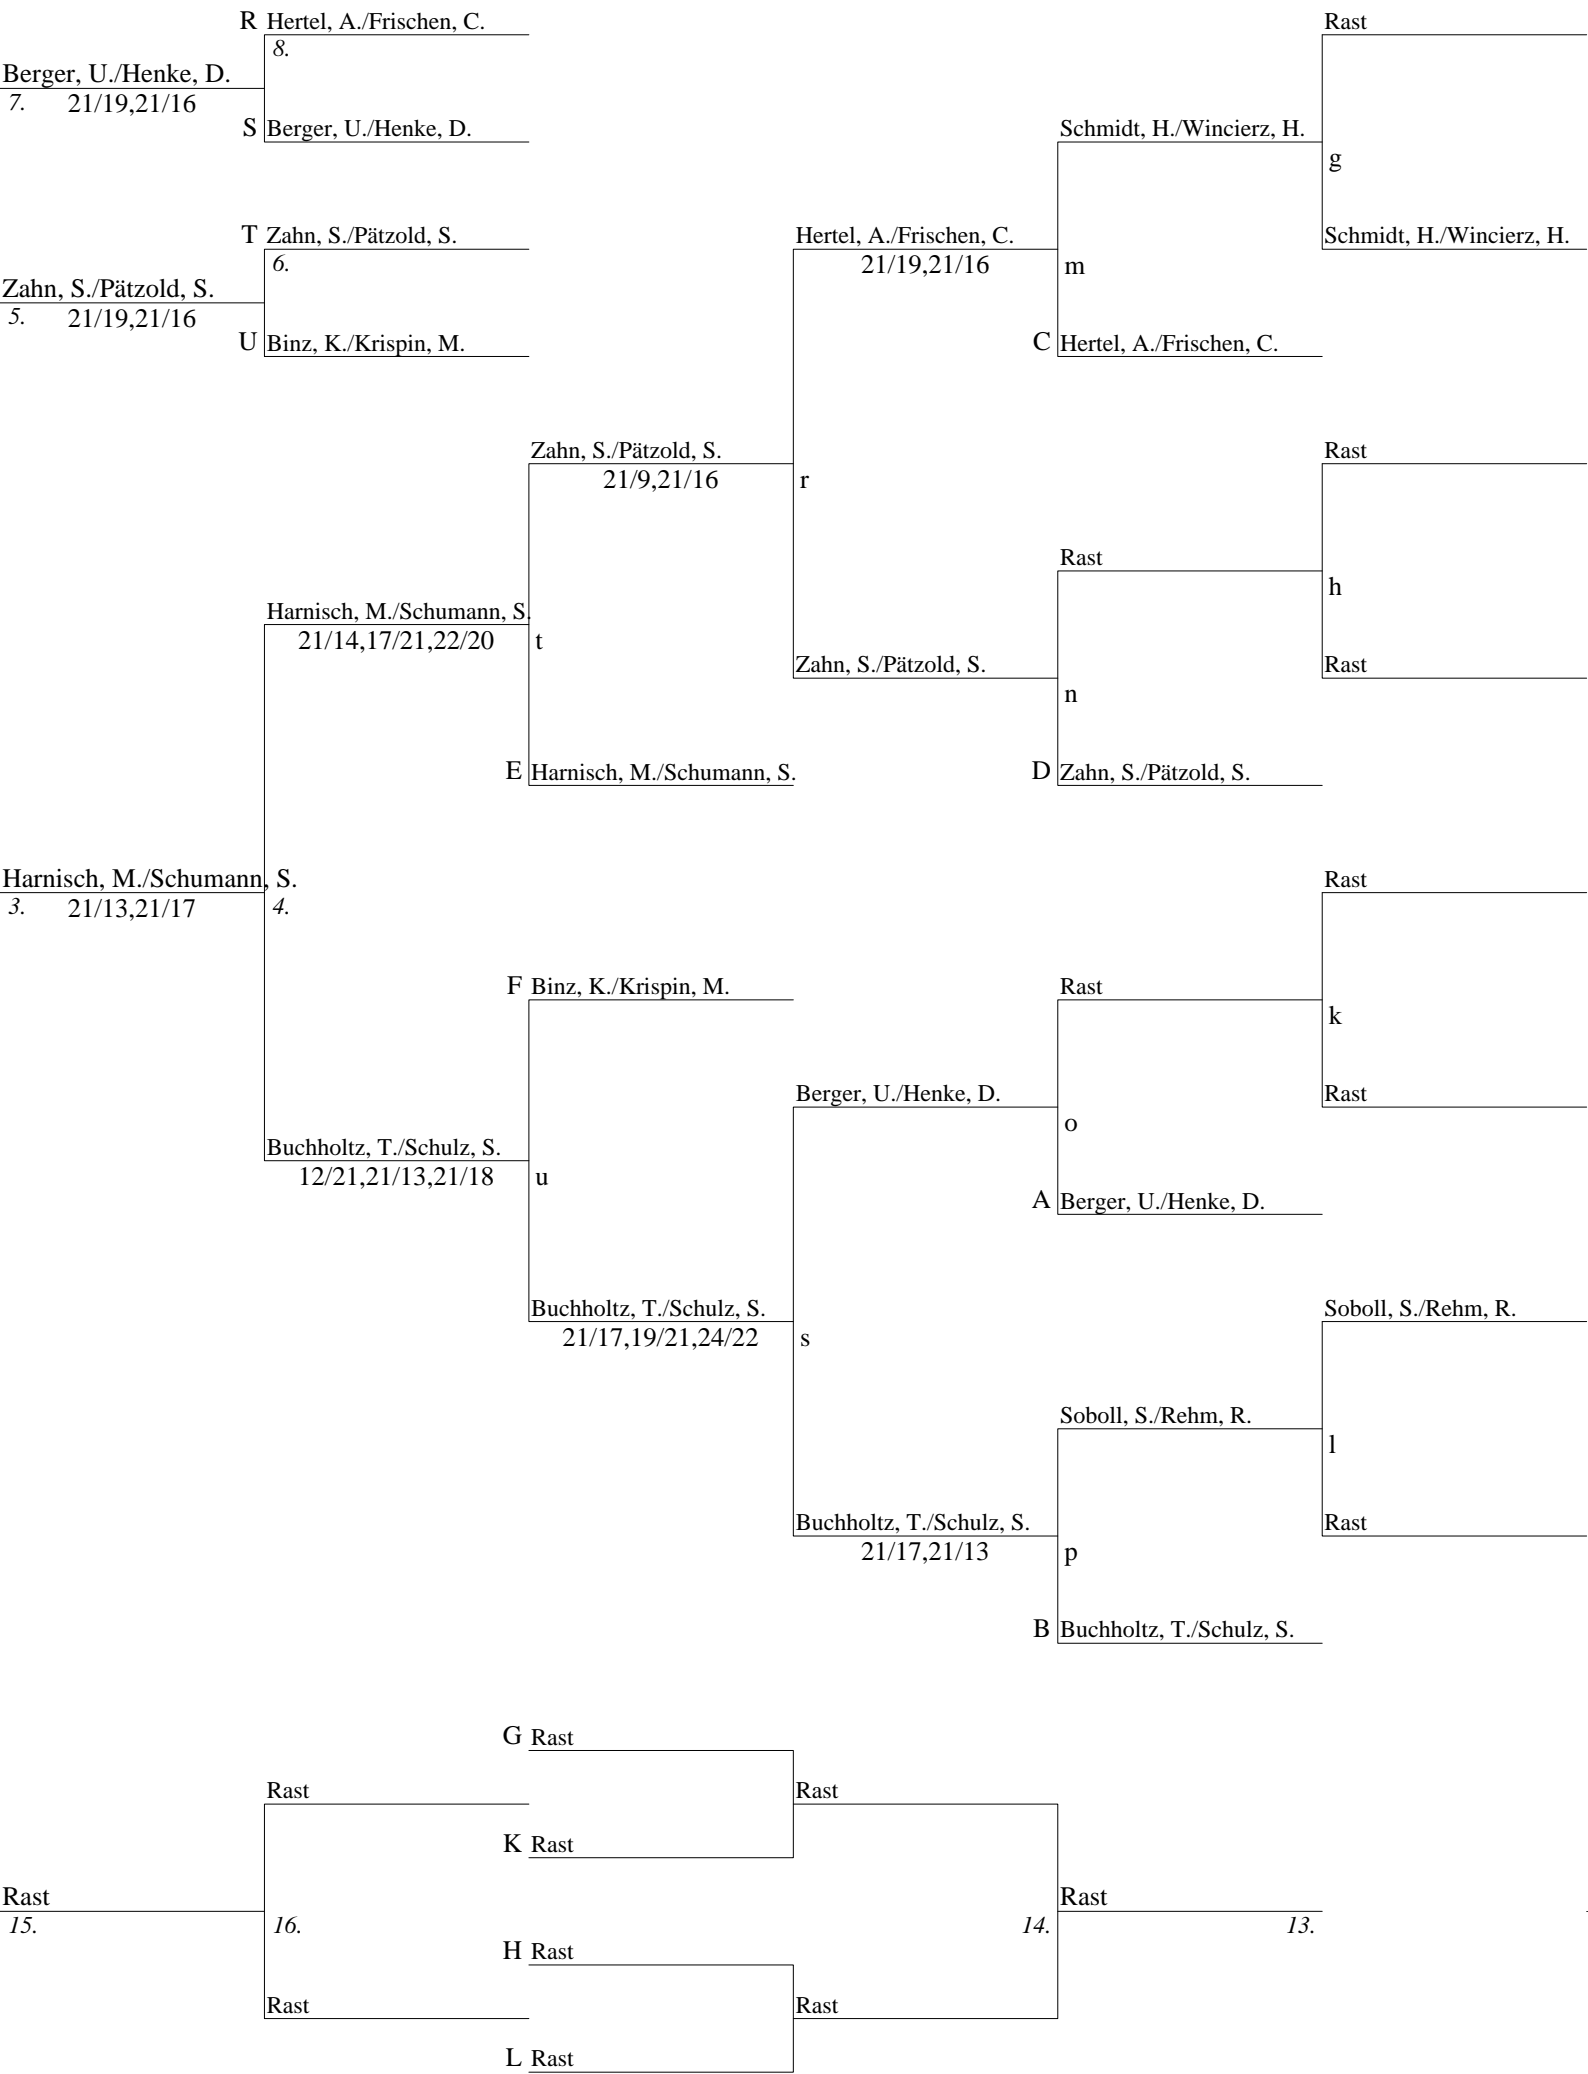 R Hertel, A./Frischen, C.
Rast
8.
Berger, U./Henke, D.
7. 21/19,21/16
S Berger, U./Henke, D.
Schmidt, H./Wincierz, H.
g
T Zahn, S./Pätzold, S.
Hertel, A./Frischen, C.
Schmidt, H./Wincierz, H.
6.
21/19,21/16
m
Zahn, S./Pätzold, S.
5. 21/19,21/16
U Binz, K./Krispin, M.
C Hertel, A./Frischen, C.
Zahn, S./Pätzold, S.
Rast
21/9,21/16
r
Rast
h
Harnisch, M./Schumann, S.
21/14,17/21,22/20
t
Zahn, S./Pätzold, S.
Rast
n
E Harnisch, M./Schumann, S.
D Zahn, S./Pätzold, S.
Harnisch, M./Schumann, S.
Rast
3. 21/13,21/17
4.
F Binz, K./Krispin, M.
Rast
k
Berger, U./Henke, D.
Rast
o
Buchholtz, T./Schulz, S.
12/21,21/13,21/18
u
A Berger, U./Henke, D.
Buchholtz, T./Schulz, S.
Soboll, S./Rehm, R.
21/17,19/21,24/22
s
Soboll, S./Rehm, R.
l
Buchholtz, T./Schulz, S.
Rast
21/17,21/13
p
B Buchholtz, T./Schulz, S.
G Rast
Rast
Rast
K Rast
Rast
Rast
15.
16.
14.
13.
H Rast
Rast
Rast
L Rast